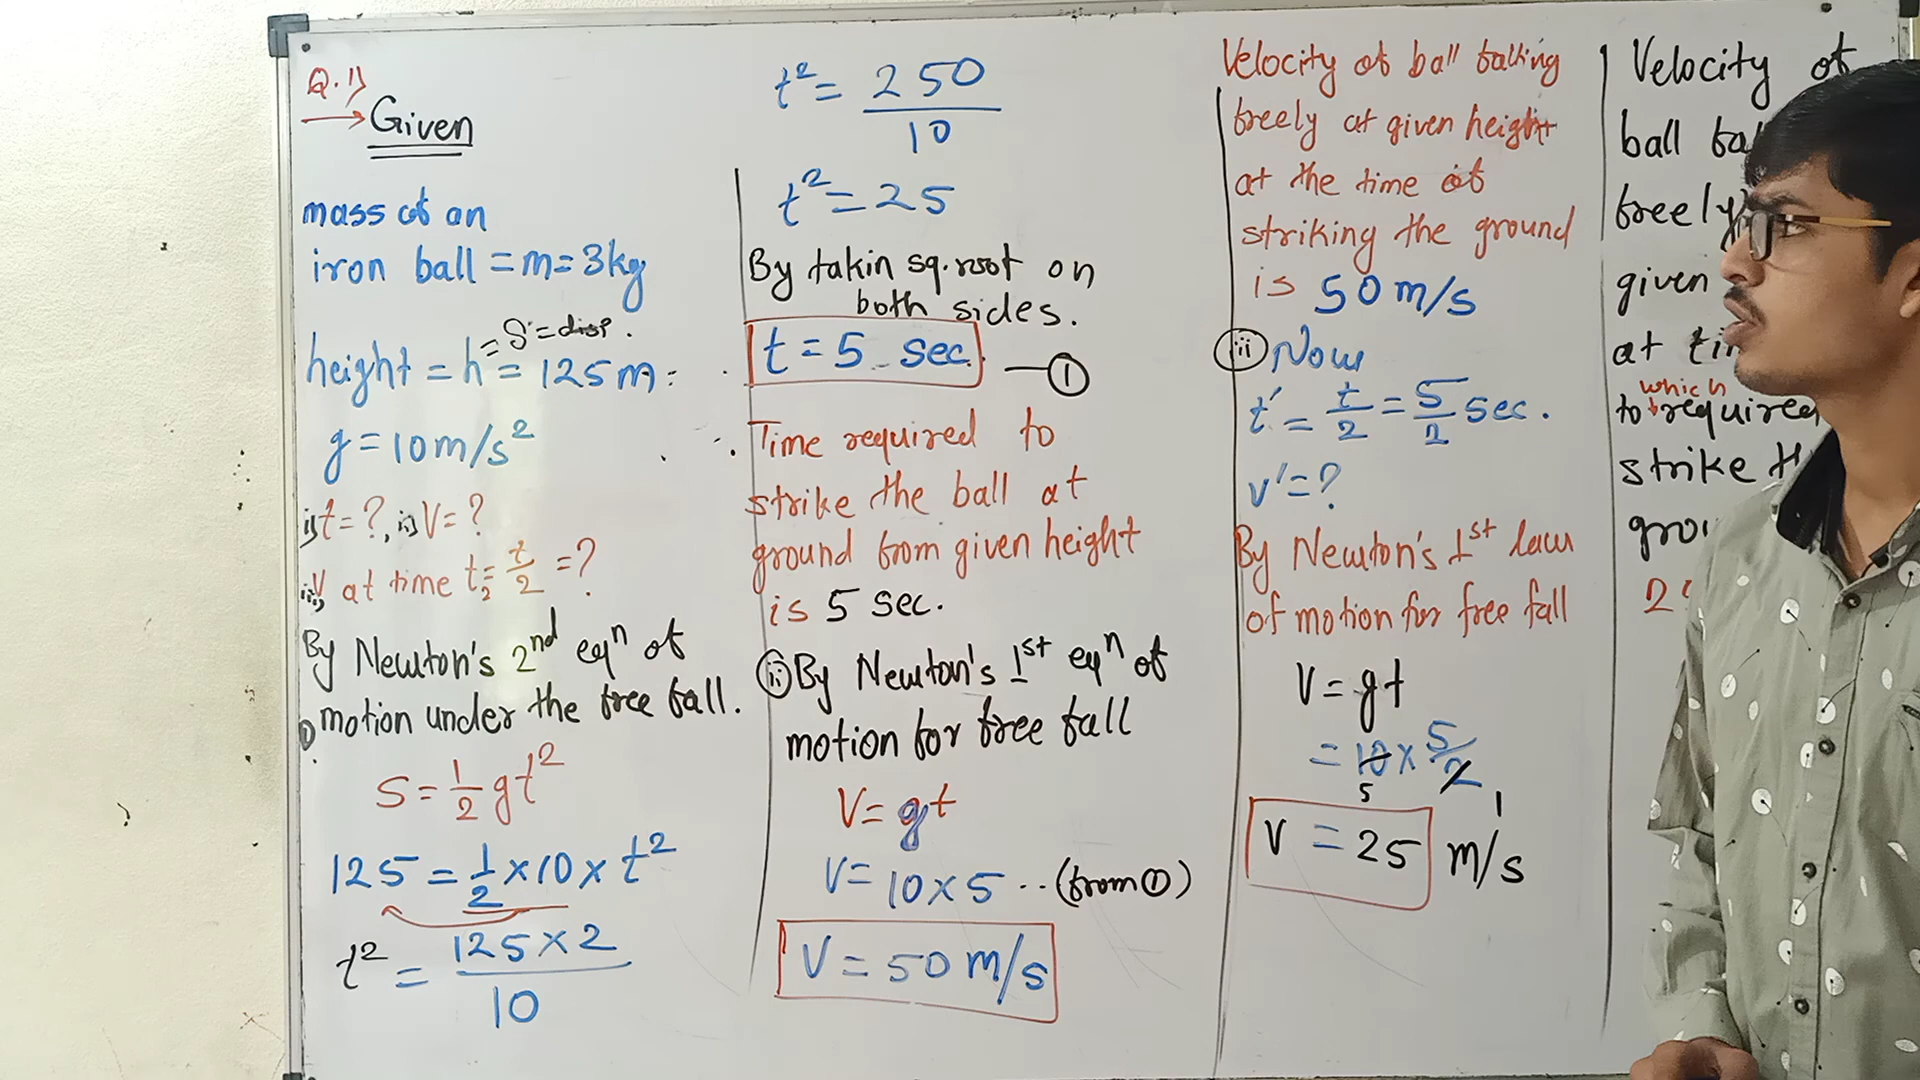 Q.1)
Given
mass of an
iron ball = m = 3kg
= S = disp.
height = h = 125m
g = 10m/s²
i) t = ?, ii) V = ?
iii) V at time t₂ = t/2 = ?
By Newton's 2nd eqⁿ of
motion under the free fall.
S = 1/2 gt²
125 = 1/2 × 10 × t²
t² = 125 × 2 / 10
t² = 250 / 10
t² = 25
By takin sq.root on
both sides.
t = 5 sec — ①
Time required to
strike the ball at
ground from given height
is 5 sec.
ii) By Newton's 1st eqⁿ of
motion for free fall
V = gt
V = 10 × 5 .. (from ①)
V = 50 m/s
Velocity of ball falling
freely at given height
at the time of
striking the ground
is 50 m/s
iii) Now
t' = t/2 = 5/2 sec.
v' = ?
By Newton's 1st law
of motion for free fall
V = gt
= 10 × 5/2
5 1
V = 25 m/s
Velocity of
ball
freely
given
at
which
to required
strike